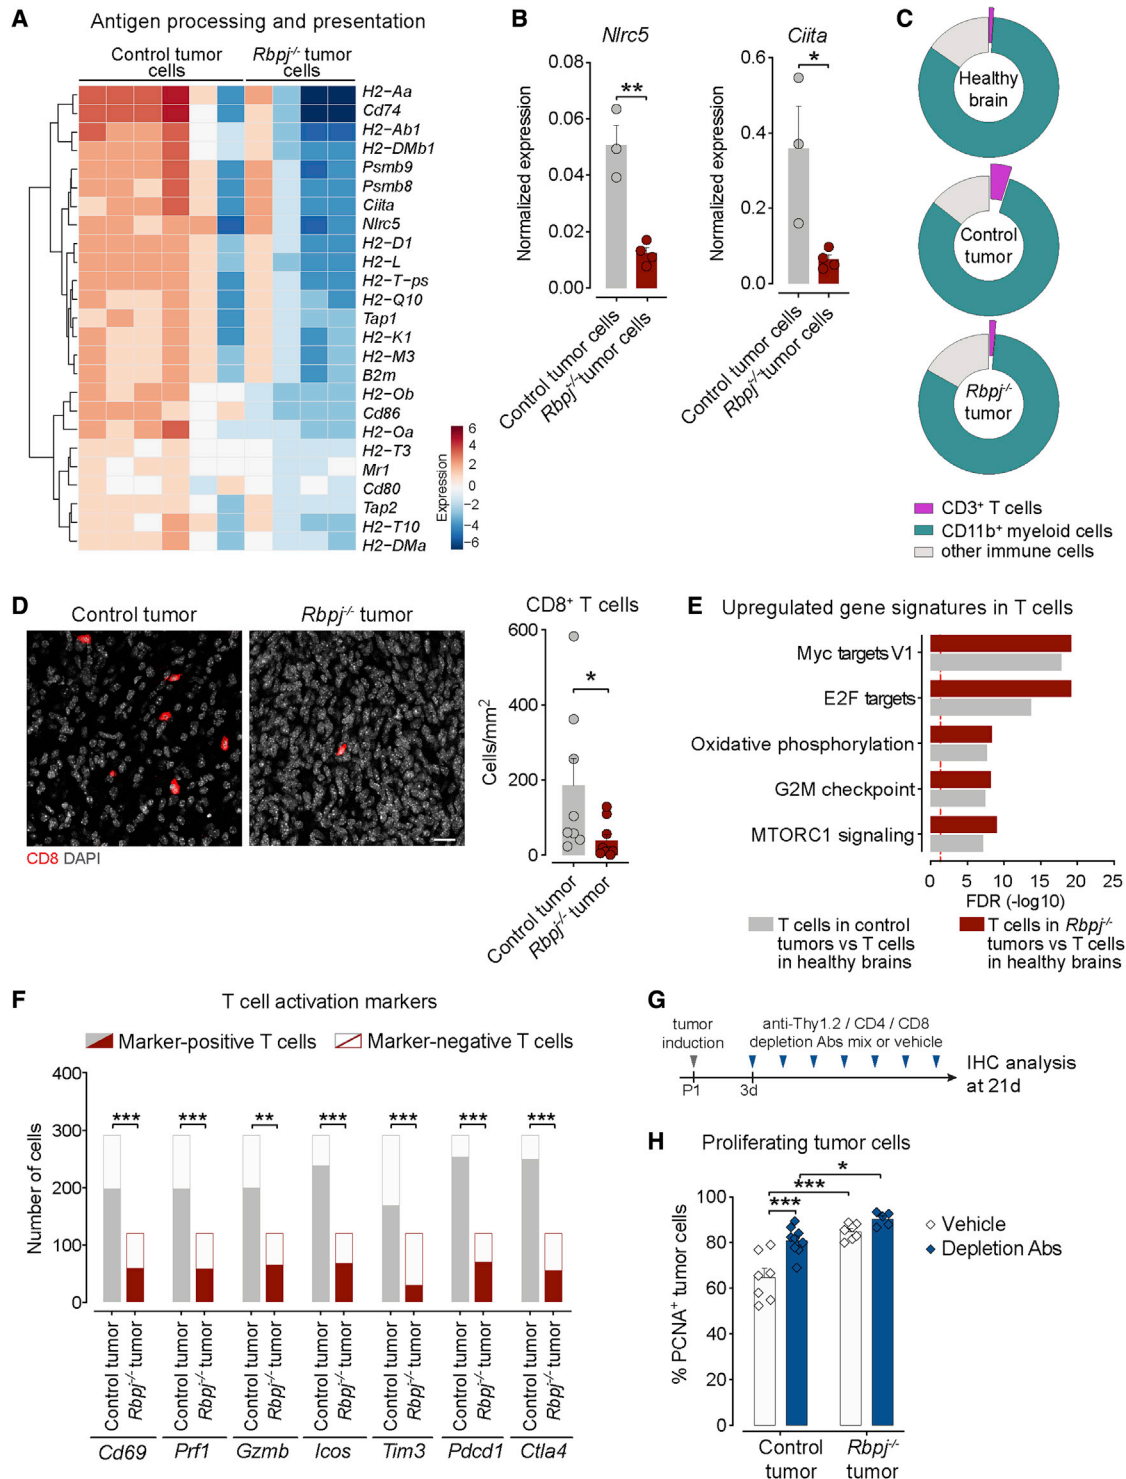 A
Antigen processing and presentation
Control tumor
cells
Rbpj-/- tumor
cells
H2-Aa
Cd74
H2-Ab1
H2-DMb1
Psmb9
Psmb8
Ciita
Nlrc5
H2-D1
H2-L
H2-T-ps
H2-Q10
Tap1
H2-K1
H2-M3
B2m
H2-Ob
Cd86
H2-Oa
H2-T3
Mr1
Cd80
Tap2
H2-T10
H2-DMa
6
4
2
0
−2
−4
−6
Expression
B
Nlrc5
Normalized expression
0.08
0.06
0.04
0.02
0.00
**
Control tumor cells
Rbpj-/- tumor cells
Ciita
Normalized expression
0.6
0.4
0.2
0.0
*
Control tumor cells
Rbpj-/- tumor cells
C
Healthy
brain
Control
tumor
Rbpj-/-
tumor
CD3+ T cells
CD11b+ myeloid cells
other immune cells
D
Control tumor
Rbpj-/- tumor
CD8 DAPI
CD8+ T cells
Cells/mm2
600
400
200
0
*
Control tumor
Rbpj-/- tumor
E
Upregulated gene signatures in T cells
Myc targets V1
E2F targets
Oxidative phosphorylation
G2M checkpoint
MTORC1 signaling
0 5 10 15 20 25
FDR (-log10)
T cells in control
tumors vs T cells
in healthy brains
T cells in Rbpj-/-
tumors vs T cells
in healthy brains
F
T cell activation markers
Marker-positive T cells
Marker-negative T cells
Number of cells
400
300
200
100
0
*** *** ** *** *** *** ***
Control tumor
Rbpj-/- tumor
Control tumor
Rbpj-/- tumor
Control tumor
Rbpj-/- tumor
Control tumor
Rbpj-/- tumor
Control tumor
Rbpj-/- tumor
Control tumor
Rbpj-/- tumor
Control tumor
Rbpj-/- tumor
Cd69 Prf1 Gzmb Icos Tim3 Pdcd1 Ctla4
G
tumor
induction
anti-Thy1.2 / CD4 / CD8
depletion Abs mix or vehicle
P1
3d
IHC analysis
at 21d
H
Proliferating tumor cells
% PCNA+ tumor cells
100
80
60
40
20
0
*
***
***
Vehicle
Depletion Abs
Control
tumor
Rbpj-/-
tumor